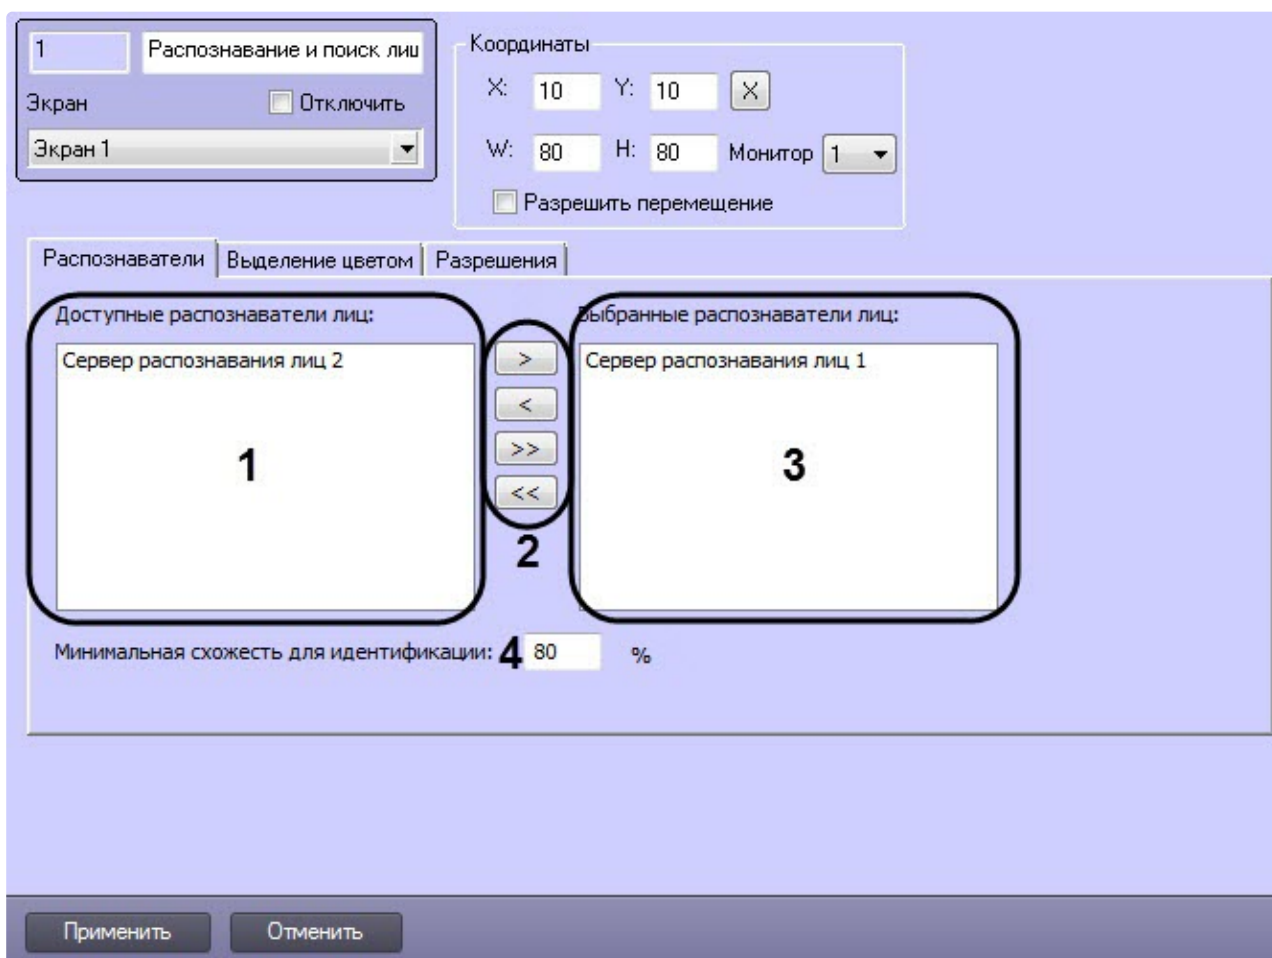 1 Распознавание и поиск лиц
Экран Отключить
Экран 1
Координаты
X: 10 Y: 10 X
W: 80 H: 80 Монитор 1
Разрешить перемещение
Распознаватели Выделение цветом Разрешения
Доступные распознаватели лиц: Выбранные распознаватели лиц:
Сервер распознавания лиц 2 > Сервер распознавания лиц 1
<
>>
<<
1 2 3
Минимальная схожесть для идентификации: 4 80 %
Применить Отменить